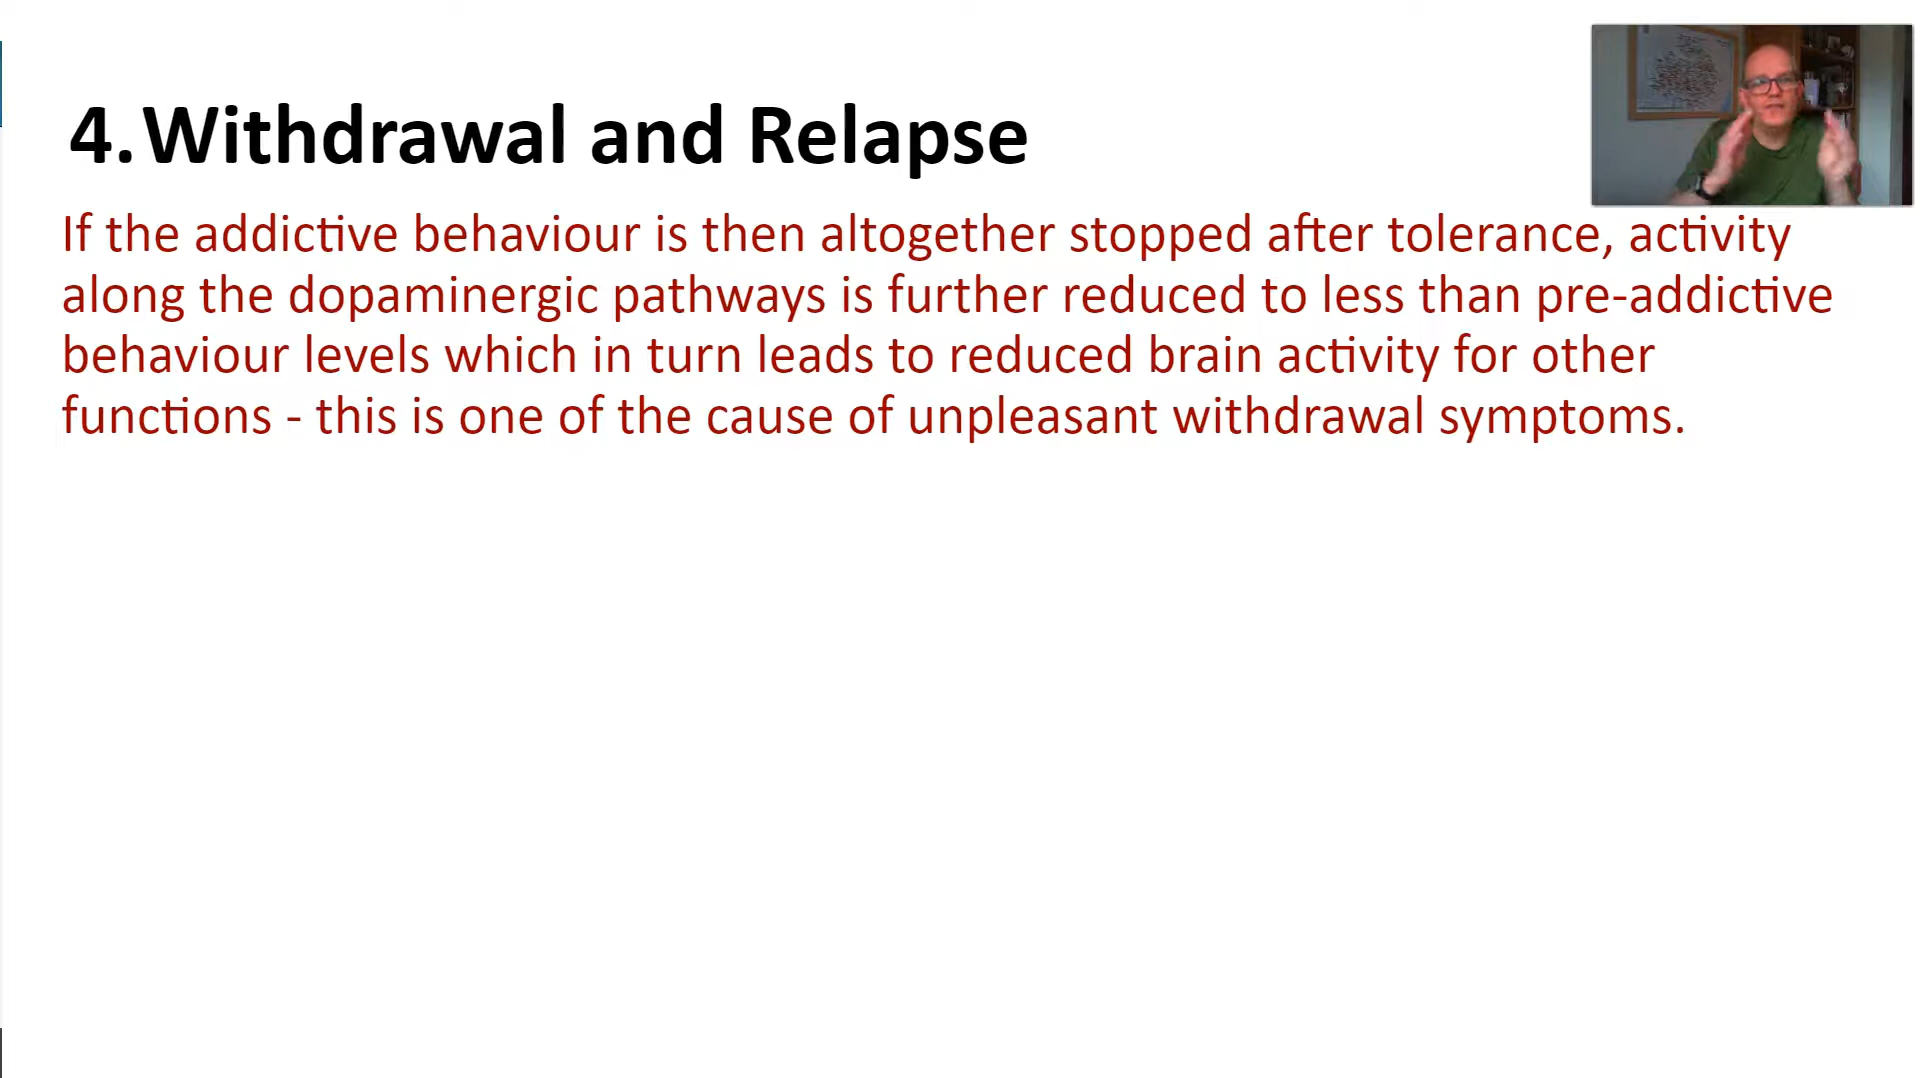 4. Withdrawal and Relapse
If the addictive behaviour is then altogether stopped after tolerance, activity
along the dopaminergic pathways is further reduced to less than pre-addictive
behaviour levels which in turn leads to reduced brain activity for other
functions - this is one of the cause of unpleasant withdrawal symptoms.